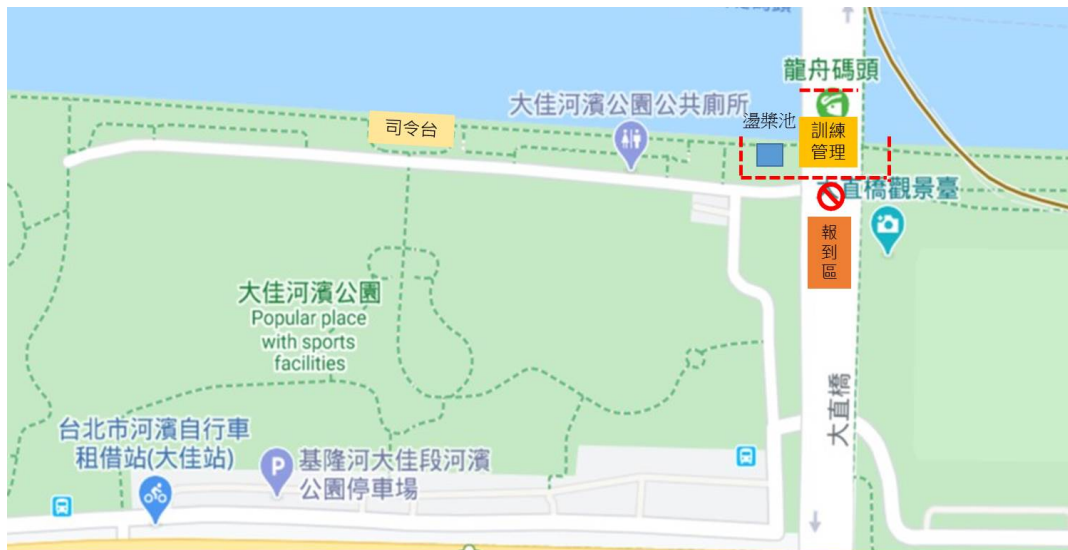 龍舟碼頭
大佳河濱公園公共廁所
盪槳池
訓練
管理
司令台
大直橋觀景臺
報
到
區
大佳河濱公園
Popular place
with sports
facilities
大直橋
台北市河濱自行車
租借站(大佳站)
P
基隆河大佳段河濱
公園停車場